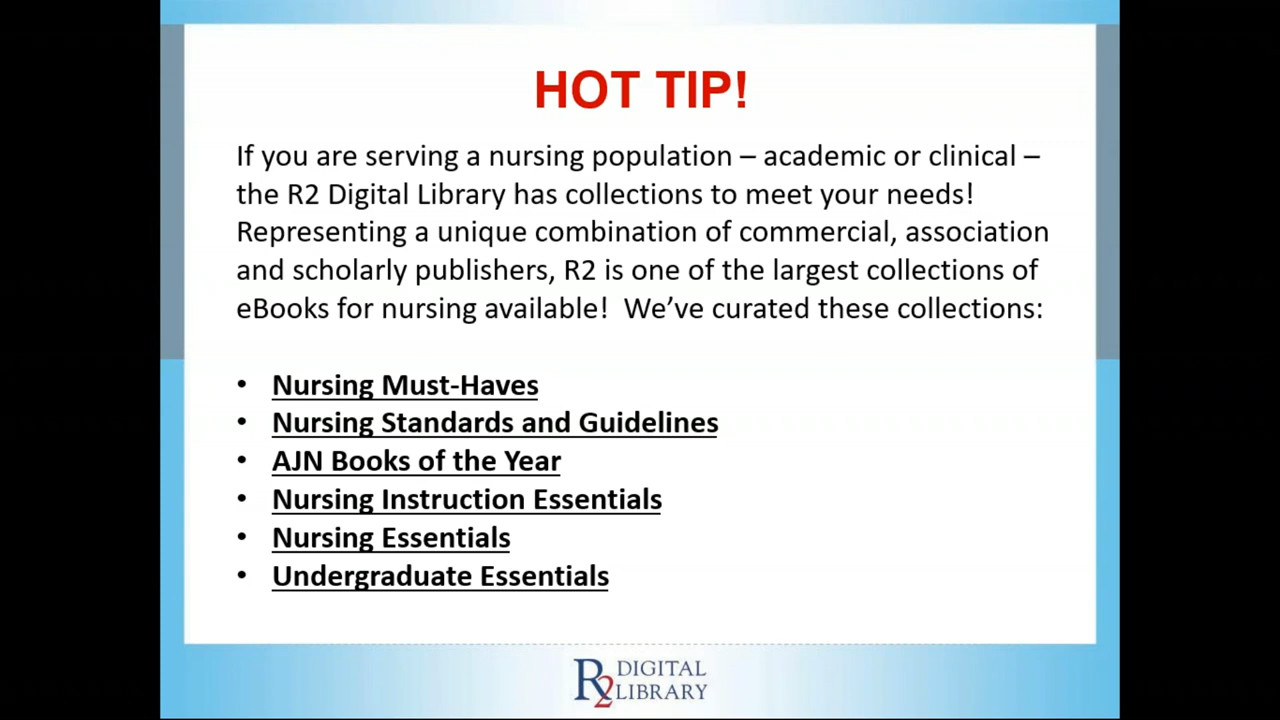 HOT TIP!
If you are serving a nursing population – academic or clinical –
the R2 Digital Library has collections to meet your needs!
Representing a unique combination of commercial, association
and scholarly publishers, R2 is one of the largest collections of
eBooks for nursing available!  We’ve curated these collections:
• Nursing Must-Haves
• Nursing Standards and Guidelines
• AJN Books of the Year
• Nursing Instruction Essentials
• Nursing Essentials
• Undergraduate Essentials
R2 DIGITAL
LIBRARY